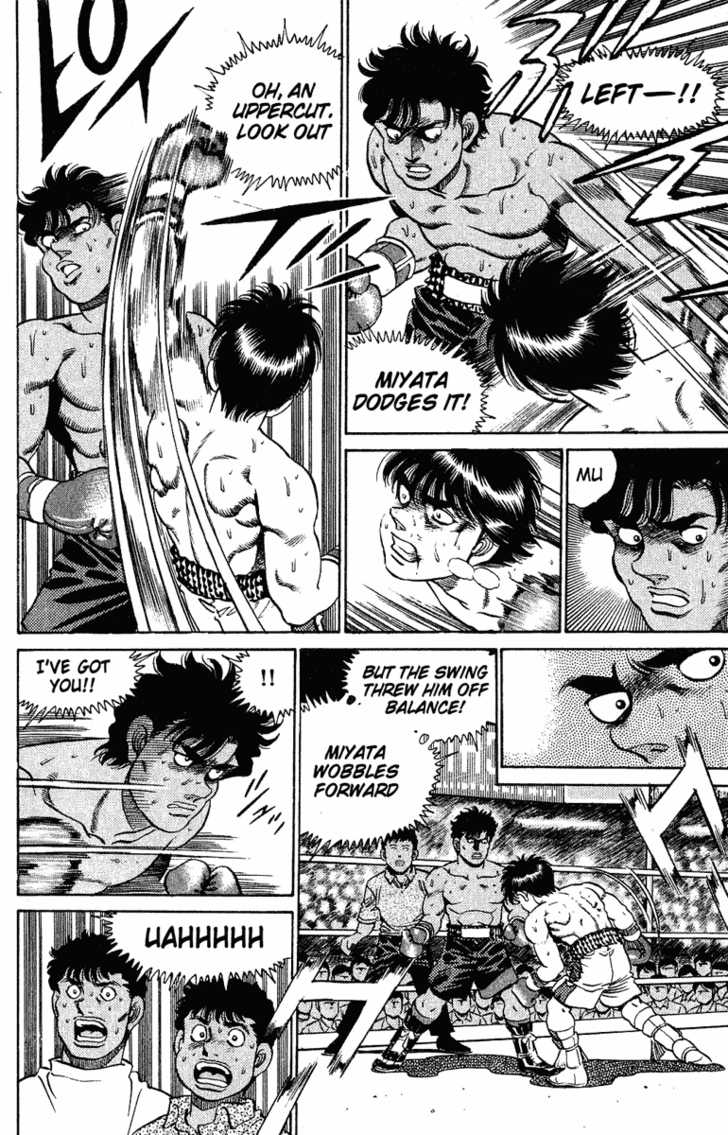 LEFT—!!
MIYATA
DODGES IT!
OH, AN
UPPERCUT.
LOOK OUT
MU
BUT THE SWING
THREW HIM OFF
BALANCE!
MIYATA
WOBBLES
FORWARD
!!
I'VE GOT
YOU!!
UAHHHHH